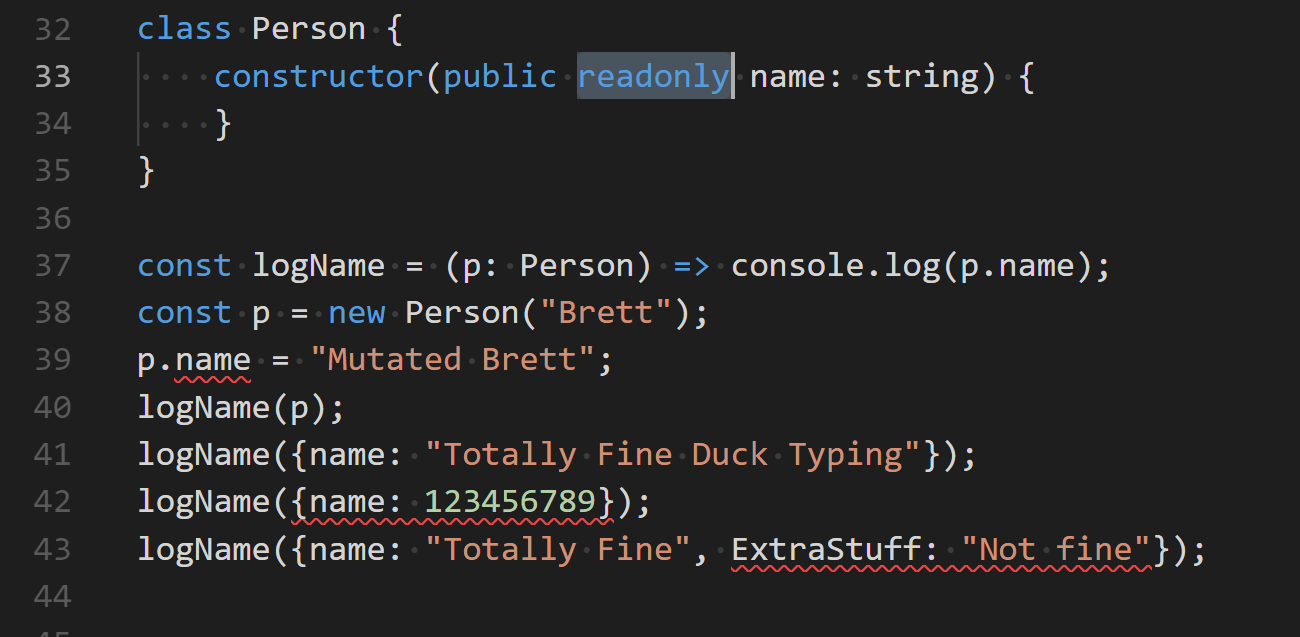 32 class Person {
33     constructor(public readonly name: string) {
34     }
35 }
36
37 const logName = (p: Person) => console.log(p.name);
38 const p = new Person("Brett");
39 p.name = "Mutated Brett";
40 logName(p);
41 logName({name: "Totally Fine Duck Typing"});
42 logName({name: 123456789});
43 logName({name: "Totally Fine", ExtraStuff: "Not fine"});
44